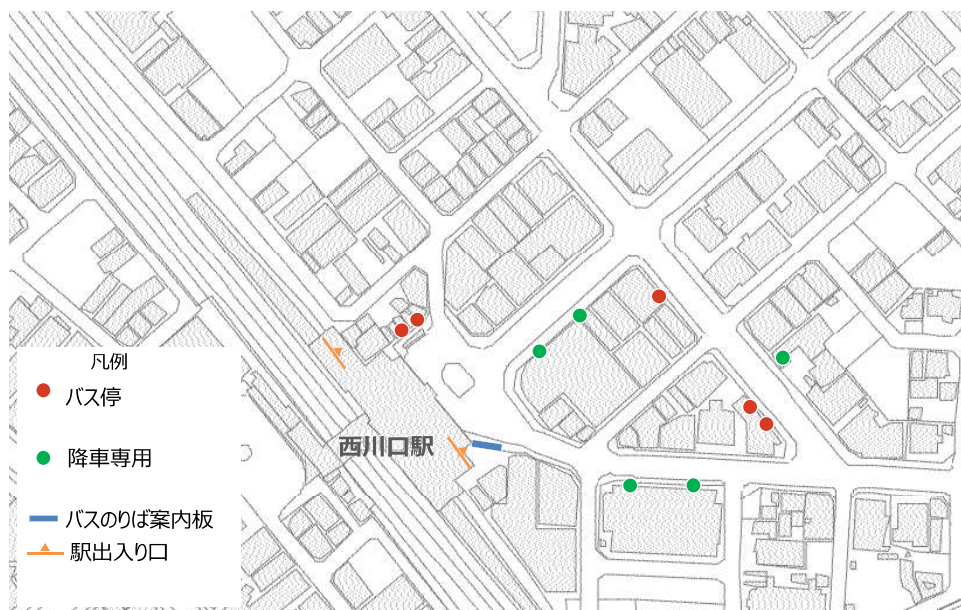 凡例
バス停
西川口駅
降車専用
バスのりば案内板
駅出入り口